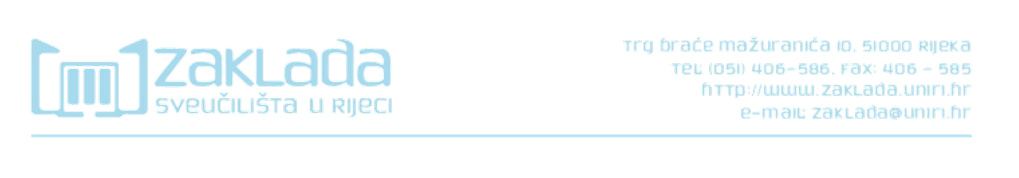 zaklada
sveučilišta u rijeci
Trg braće mažuranića 10, 51000 Rijeka
Tel (051) 406-586, Fax: 406 - 585
http://www.zaklada.uniri.hr
e-mail: zaklada@uniri.hr